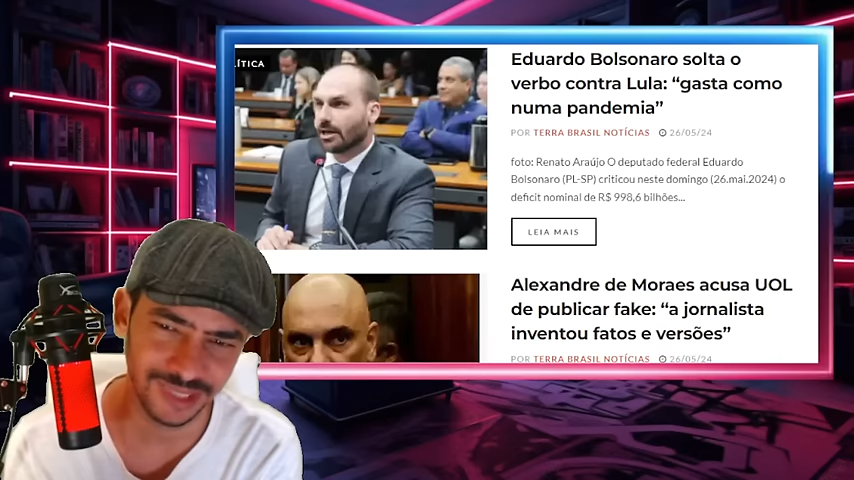 LÍTICA
Eduardo Bolsonaro solta o
verbo contra Lula: “gasta como
numa pandemia”
POR TERRA BRASIL NOTÍCIAS 26/05/24
foto: Renato Araújo O deputado federal Eduardo
Bolsonaro (PL-SP) criticou neste domingo (26.mai.2024) o
deficit nominal de R$ 998,6 bilhões...
LEIA MAIS
Alexandre de Moraes acusa UOL
de publicar fake: “a jornalista
inventou fatos e versões”
POR TERRA BRASIL NOTÍCIAS 26/05/24